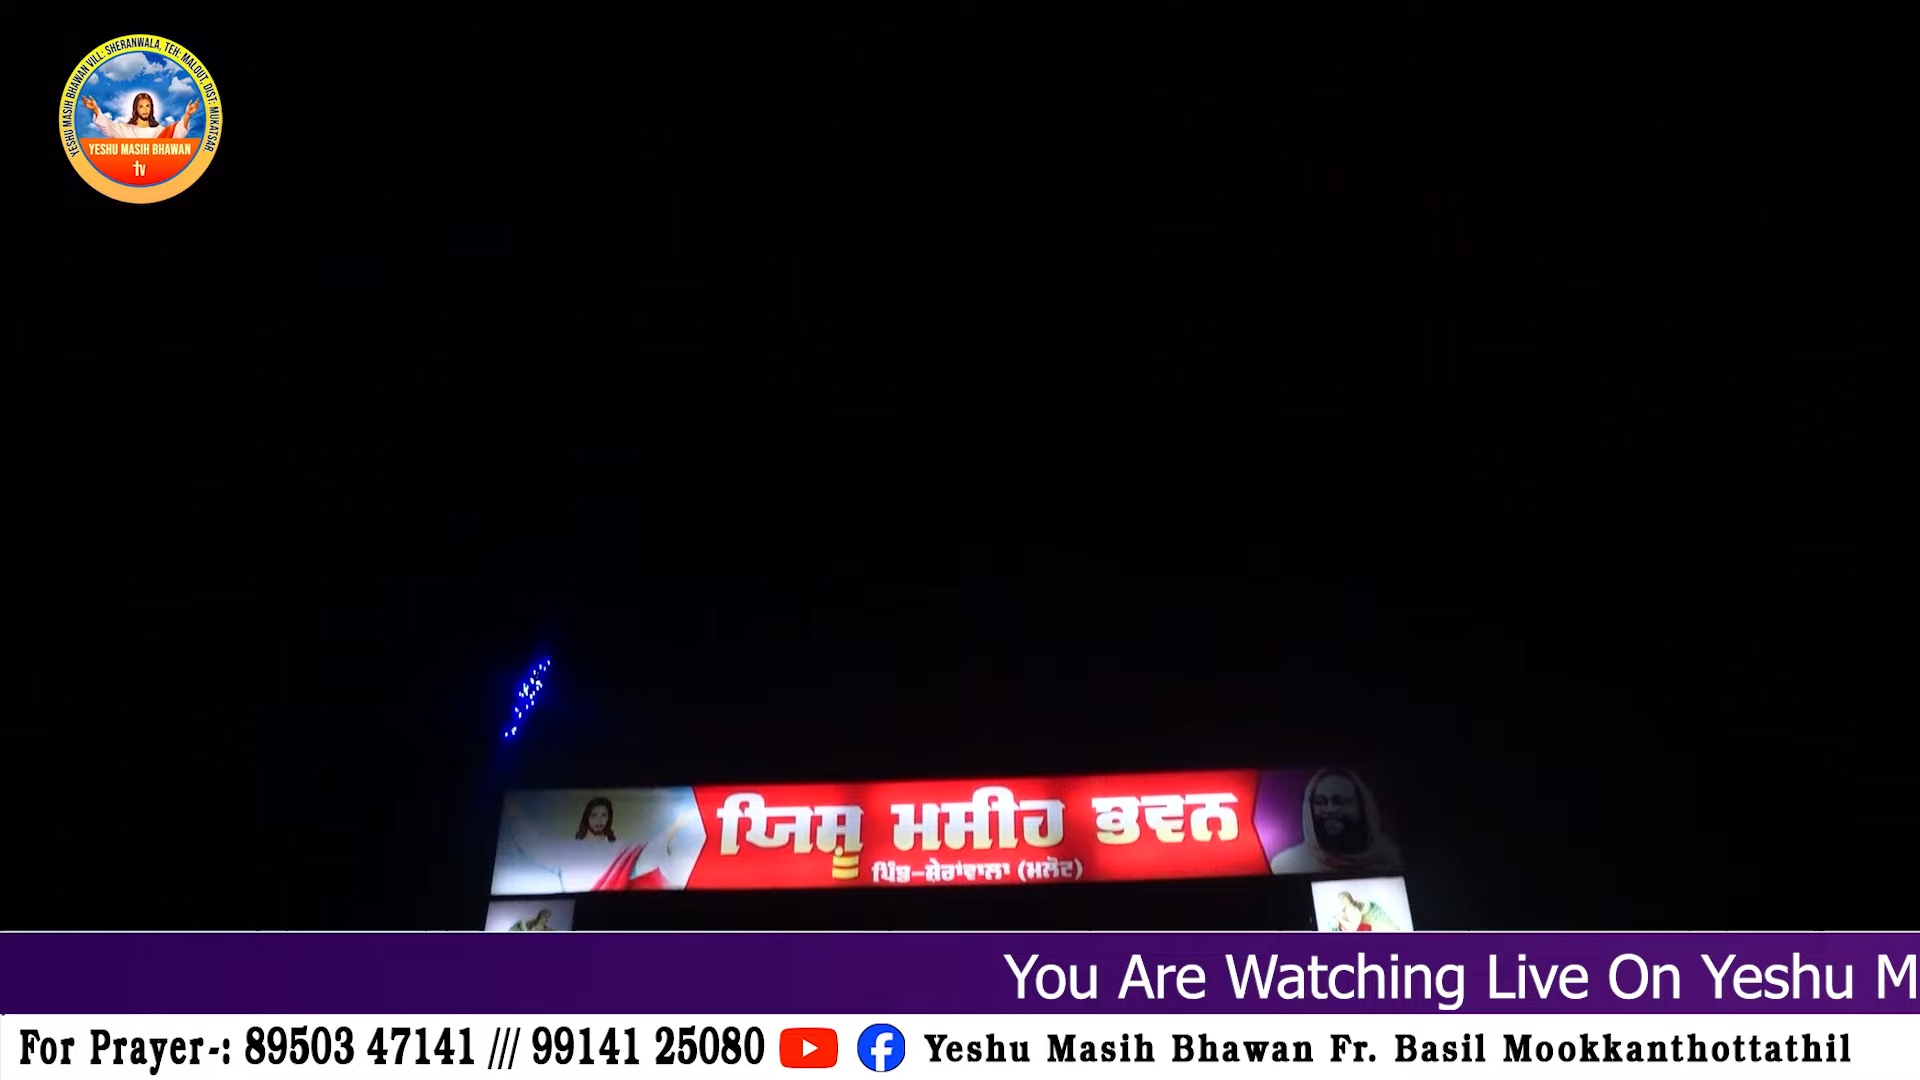 YESHU MASIH BHAWAN VILL: SHERANWALA, TEH: MALOUT, DIST: MUKATSAR.
YESHU MASIH BHAWAN
tv
ਯਿਸ਼ੂ ਮਸੀਹ ਭਵਨ
ਪਿੰਡ-ਸ਼ੇਰਾਂਵਾਲਾ (ਮਲੋਟ)
You Are Watching Live On Yeshu M
For Prayer-: 89503 47141 /// 99141 25080 Yeshu Masih Bhawan Fr. Basil Mookkanthottathil